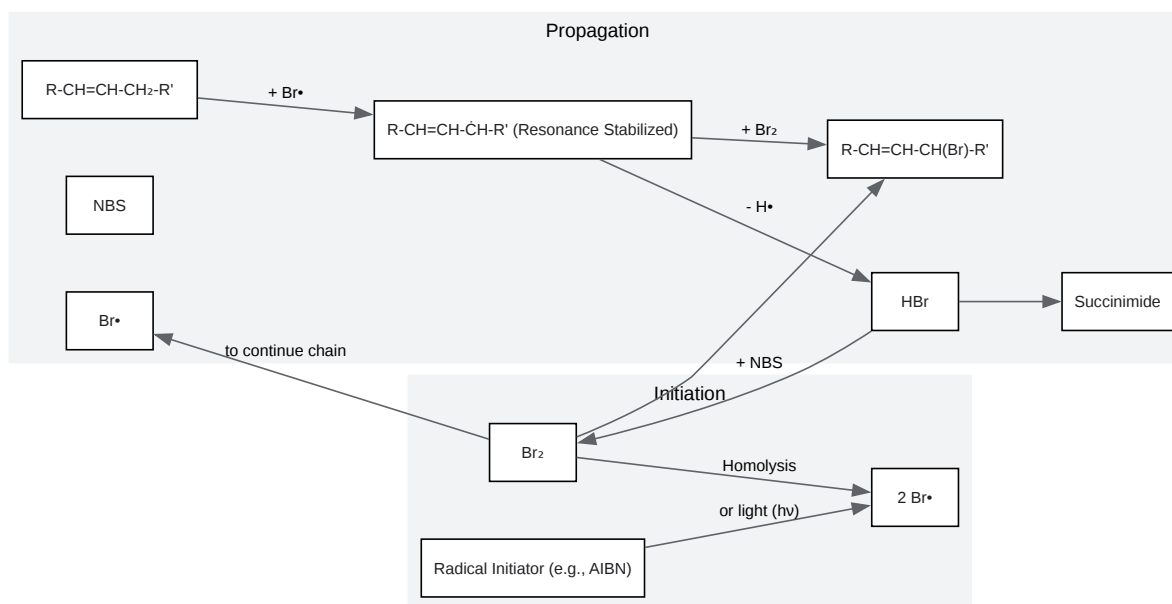 Propagation
R-CH=CH-CH₂-R'
+ Br•
R-CH=CH-ĊH-R' (Resonance Stabilized)
+ Br₂
R-CH=CH-CH(Br)-R'
NBS
- H•
Br•
HBr
Succinimide
to continue chain
+ NBS
Initiation
Br₂
Homolysis
2 Br•
or light (hν)
Radical Initiator (e.g., AIBN)